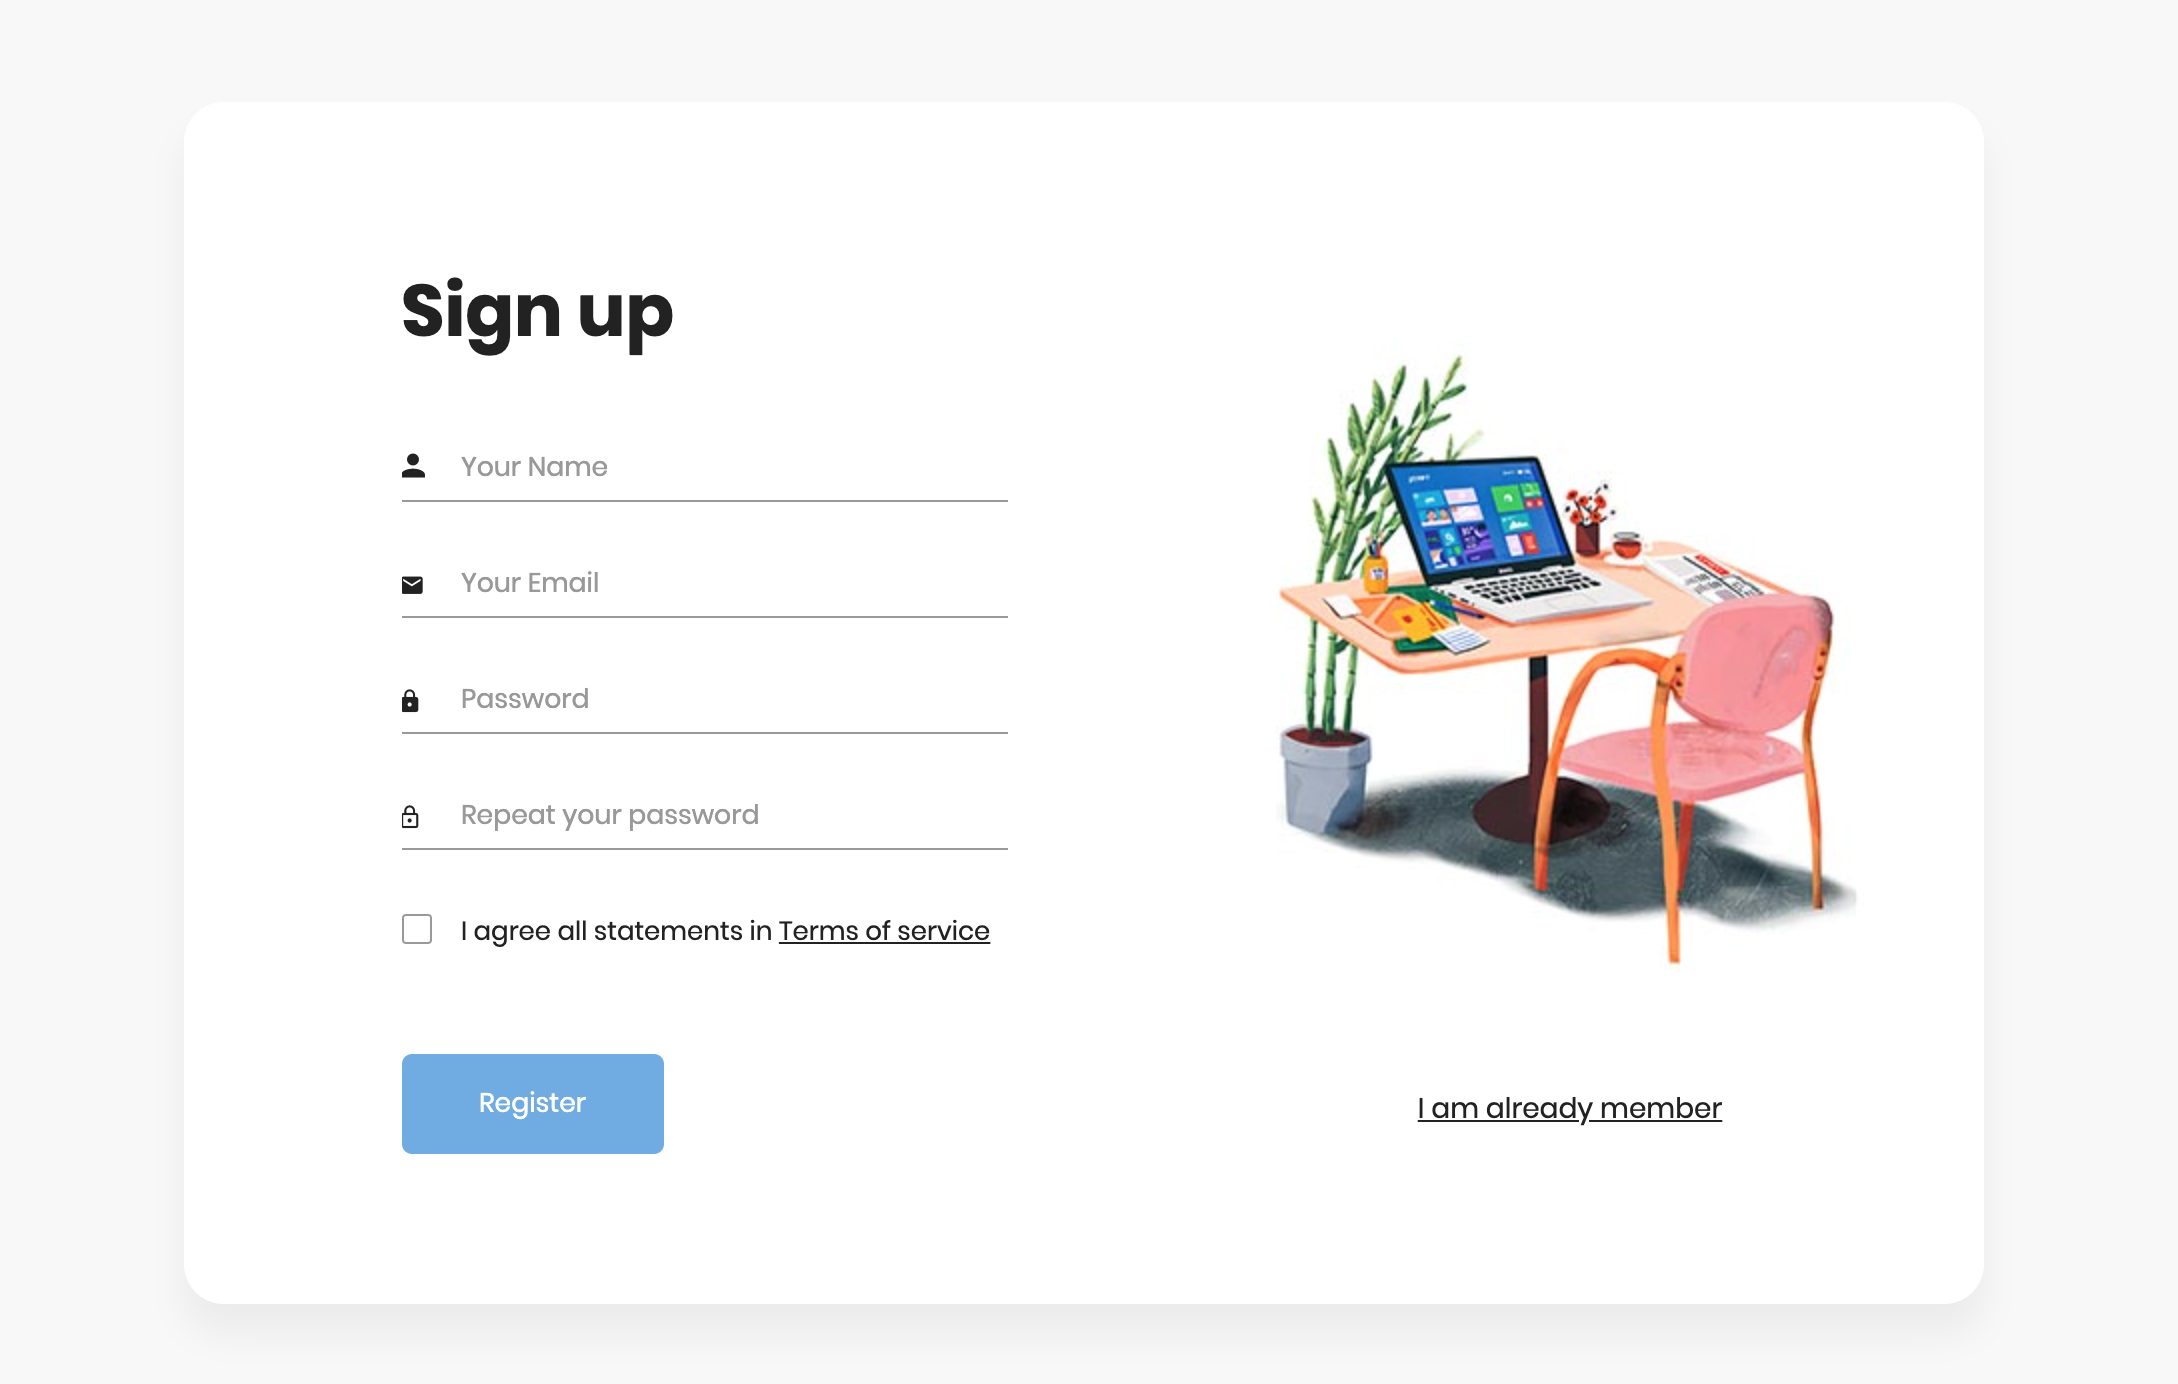 Sign up
Your Name
Your Email
Password
Repeat your password
I agree all statements in Terms of service
Register
I am already member